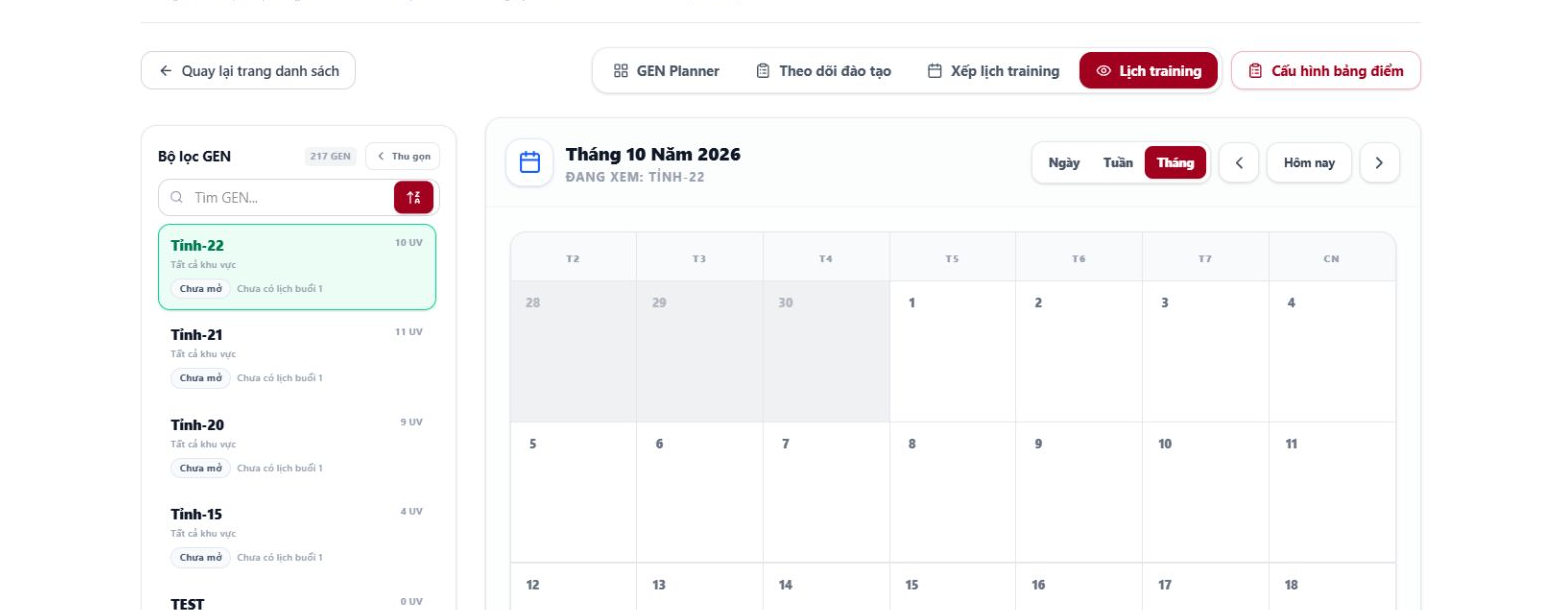 Quay lại trang danh sách
GEN Planner
Theo dõi đào tạo
Xếp lịch training
Lịch training
Cấu hình bảng điểm
Bộ lọc GEN
217 GEN
Thu gọn
Tìm GEN...
Tỉnh-22
10 UV
Tất cả khu vực
Chưa mở Chưa có lịch buổi 1
Tỉnh-21
11 UV
Tất cả khu vực
Chưa mở Chưa có lịch buổi 1
Tỉnh-20
9 UV
Tất cả khu vực
Chưa mở Chưa có lịch buổi 1
Tỉnh-15
4 UV
Tất cả khu vực
Chưa mở Chưa có lịch buổi 1
TEST
0 UV
Tháng 10 Năm 2026
ĐANG XEM: TỈNH-22
Ngày Tuần Tháng
Hôm nay
T2 T3 T4 T5 T6 T7 CN
28 29 30 1 2 3 4
5 6 7 8 9 10 11
12 13 14 15 16 17 18